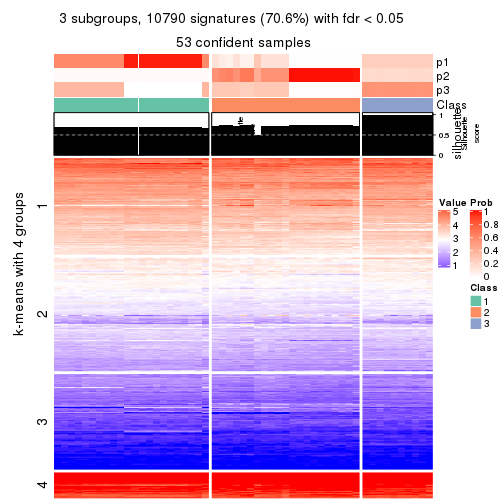 3 subgroups, 10790 signatures (70.6%) with fdr < 0.05
53 confident samples
p1
p2
p3
Class
1
0.5
0
silhouette
Silhouette
score
k-means with 4 groups
1
2
3
4
Value
5
4
3
2
1
Prob
1
0.8
0.6
0.4
0.2
0
Class
1
2
3